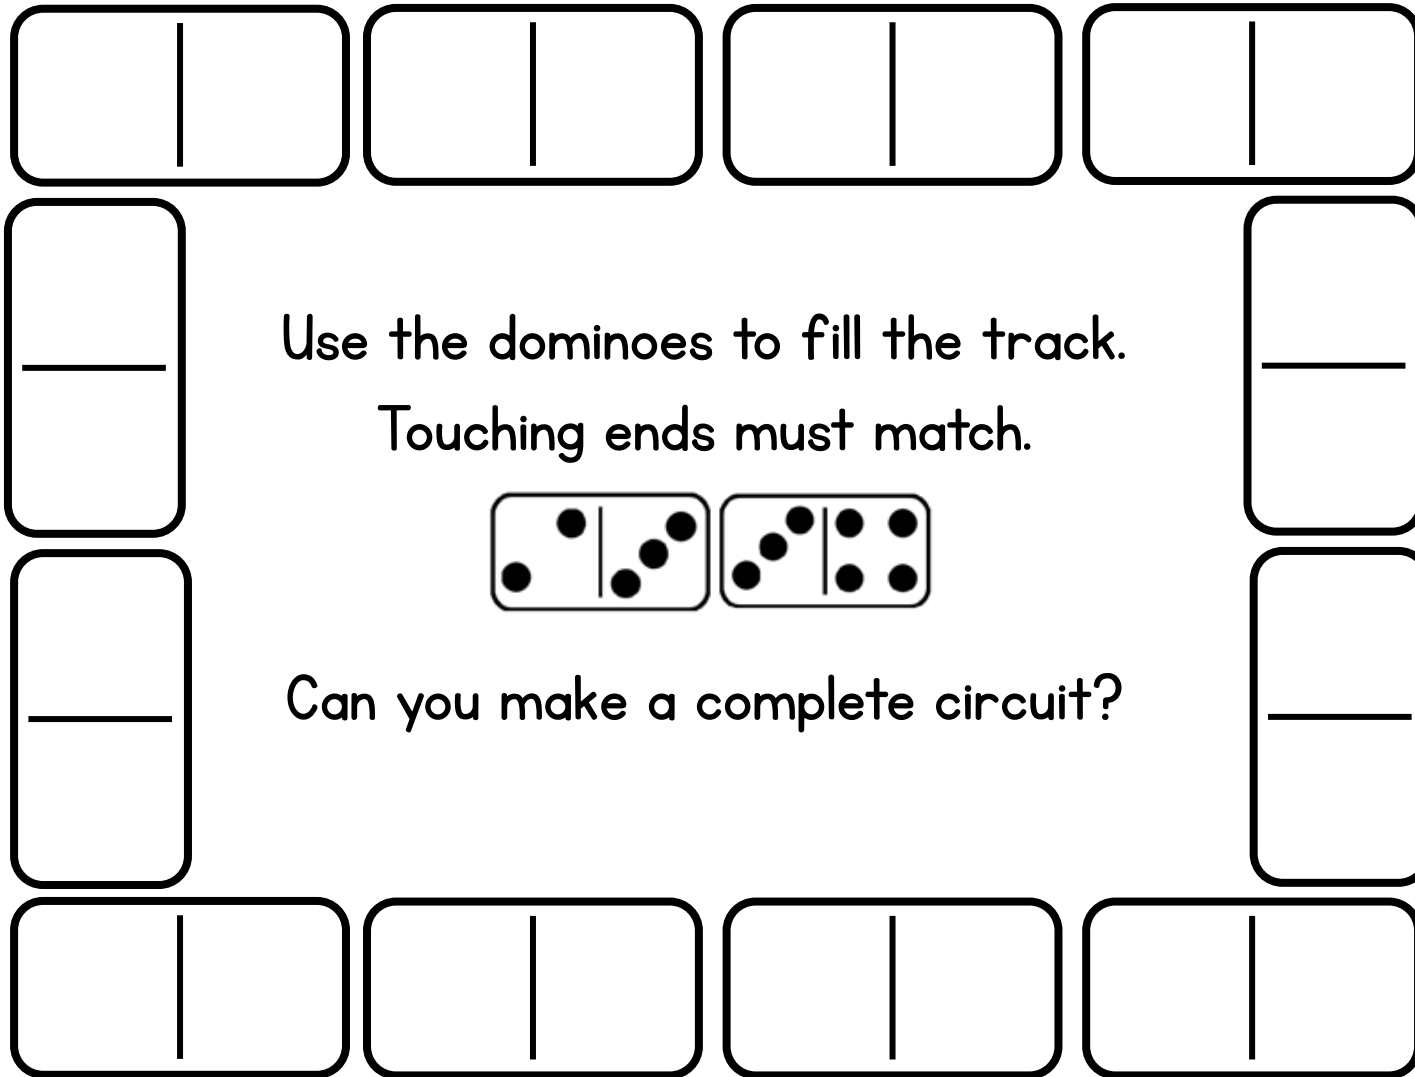 Use the dominoes to fill the track.
Touching ends must match.
Can you make a complete circuit?